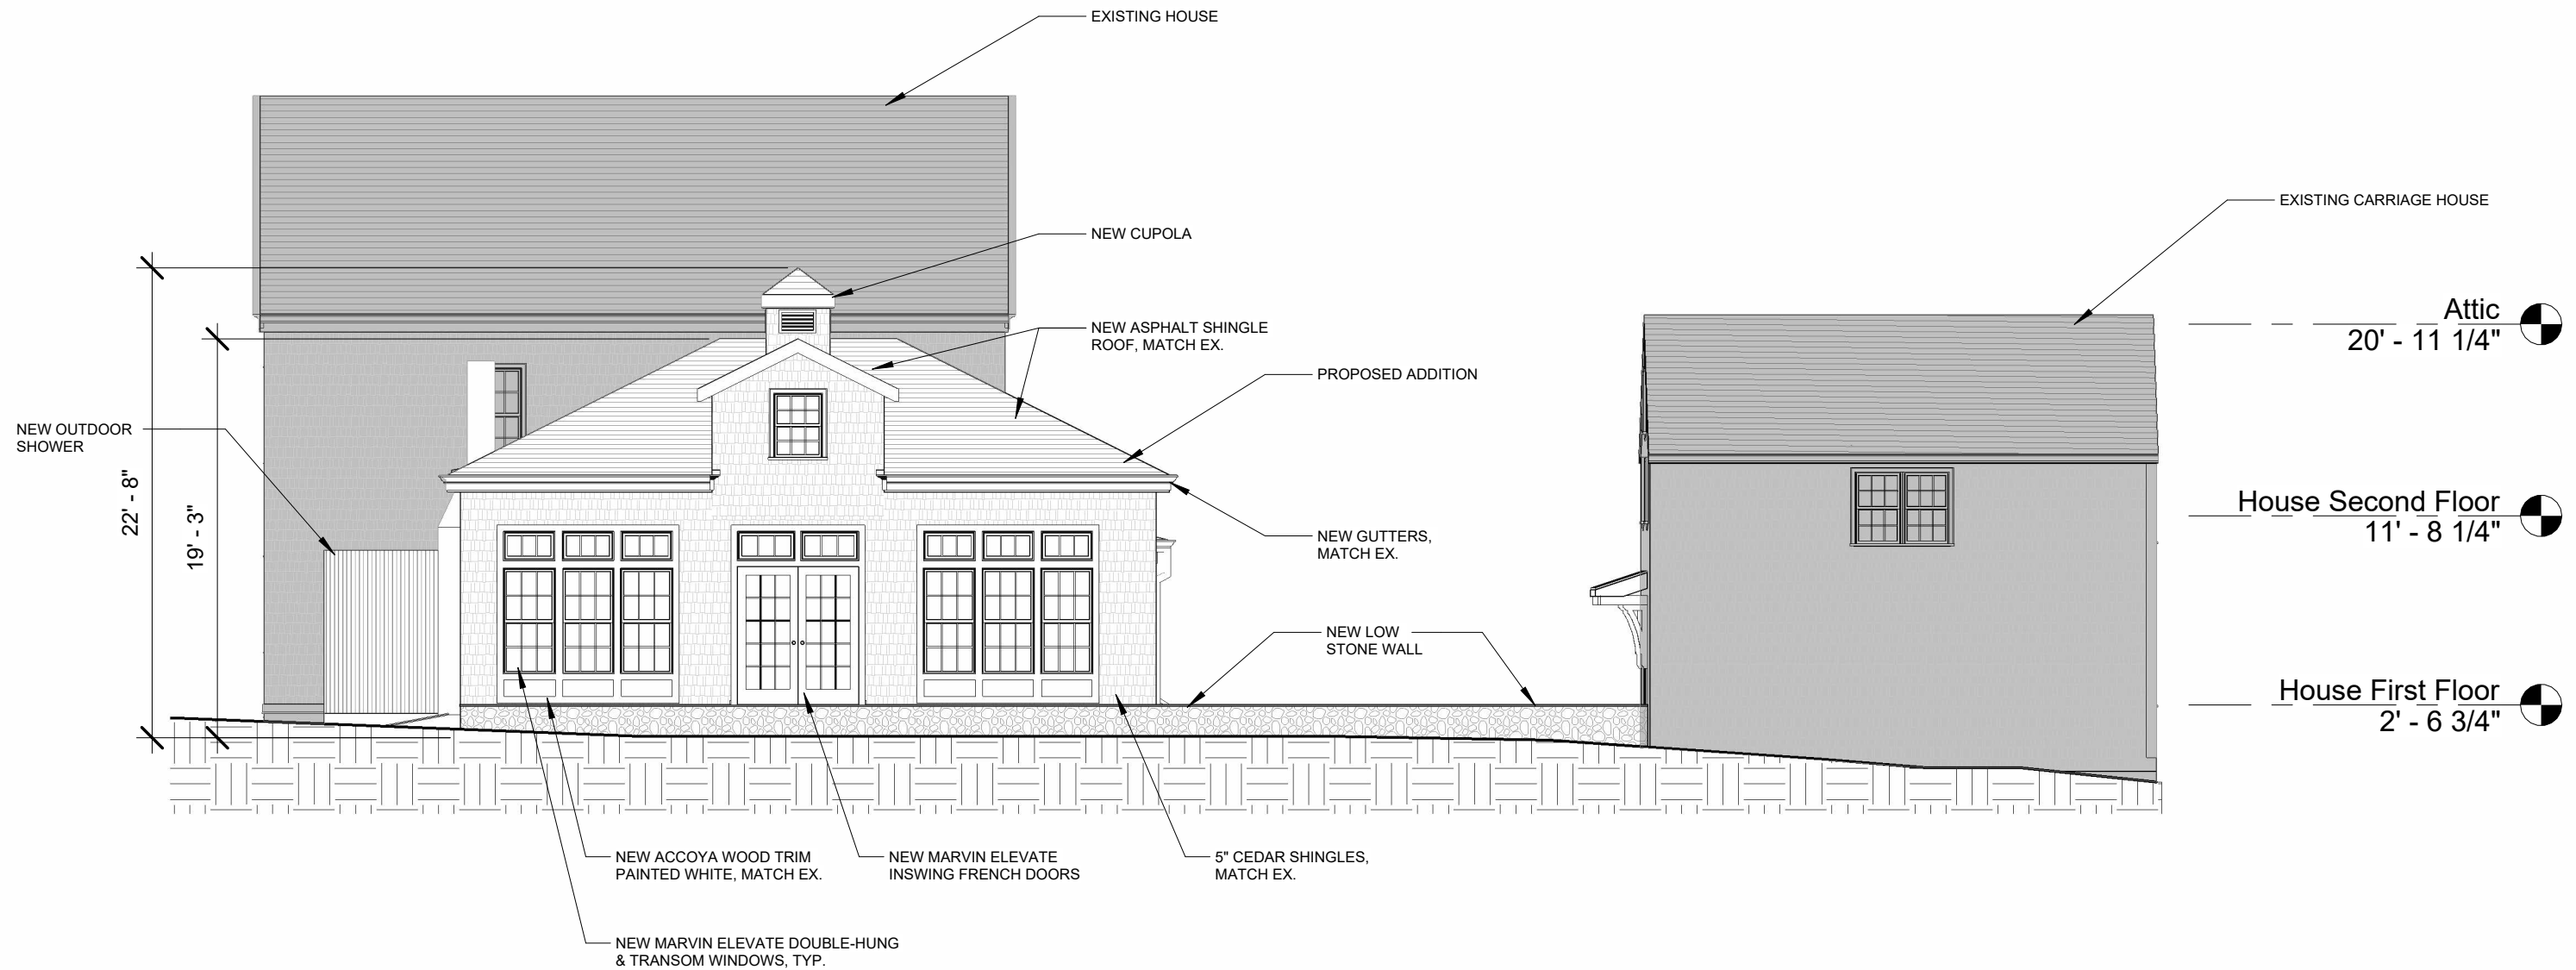 EXISTING HOUSE
EXISTING CARRIAGE HOUSE
NEW CUPOLA
Attic
20' - 11 1/4"
NEW ASPHALT SHINGLE
ROOF, MATCH EX.
PROPOSED ADDITION
NEW OUTDOOR
SHOWER
22' - 8"
19' - 3"
House Second Floor
11' - 8 1/4"
NEW GUTTERS,
MATCH EX.
NEW LOW
STONE WALL
House First Floor
2' - 6 3/4"
NEW ACCOYA WOOD TRIM
PAINTED WHITE, MATCH EX.
NEW MARVIN ELEVATE
INSWING FRENCH DOORS
5" CEDAR SHINGLES,
MATCH EX.
NEW MARVIN ELEVATE DOUBLE-HUNG
& TRANSOM WINDOWS, TYP.